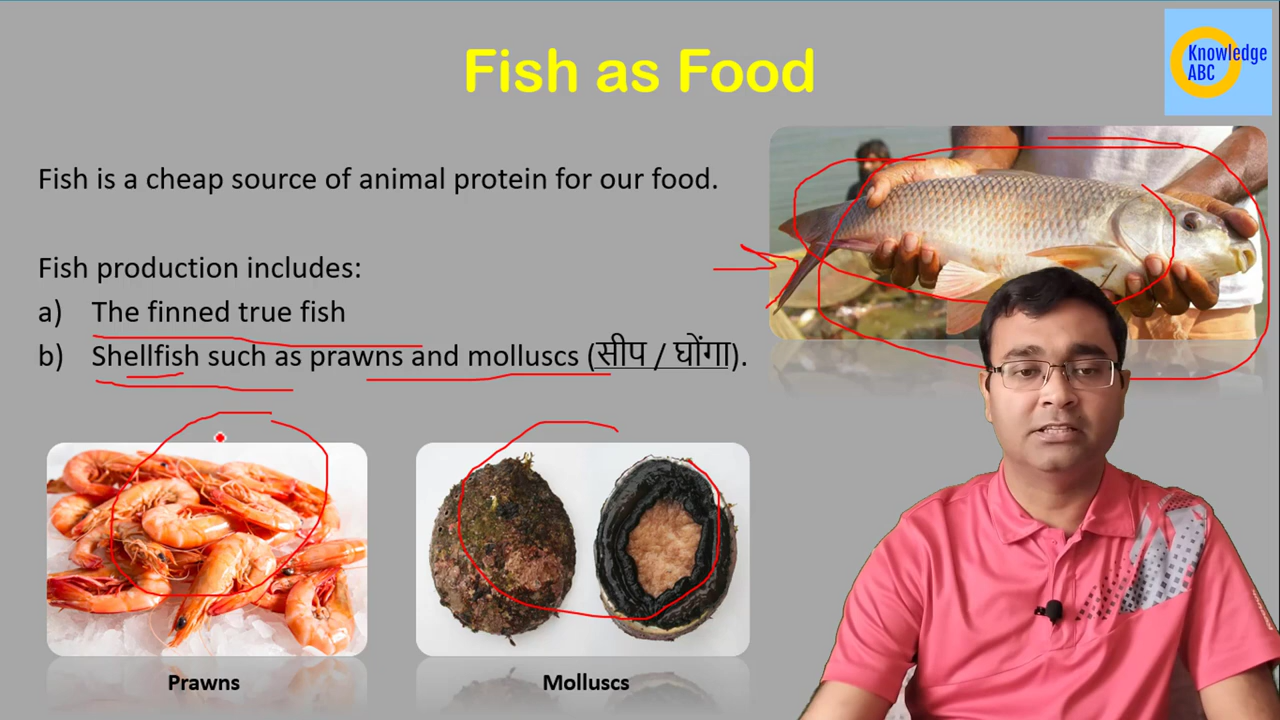 Fish as Food
Knowledge
ABC
Fish is a cheap source of animal protein for our food.
Fish production includes:
a) The finned true fish
b) Shellfish such as prawns and molluscs (सीप / घोंगा).
Prawns
Molluscs